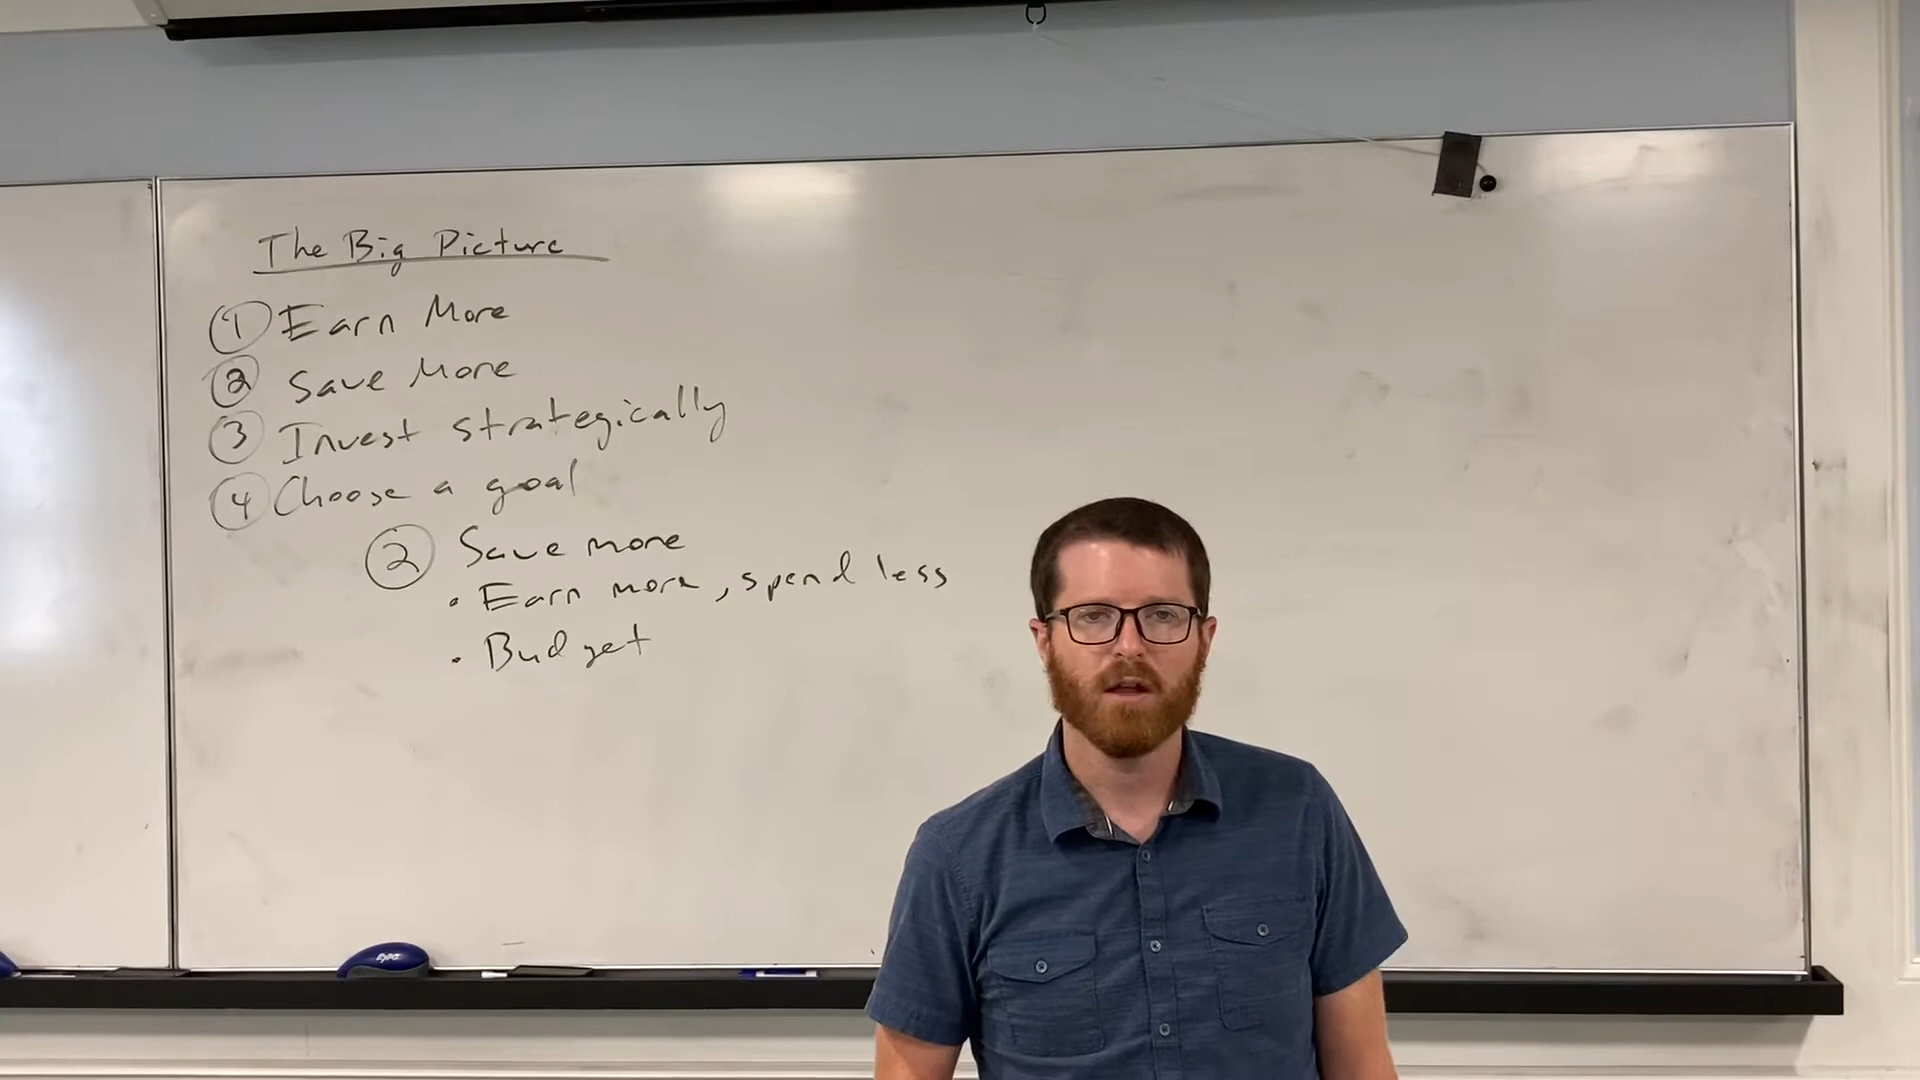 The Big Picture
① Earn More
② Save More
③ Invest strategically
④ Choose a goal
② Save more
• Earn more, spend less
• Budget
EXPO